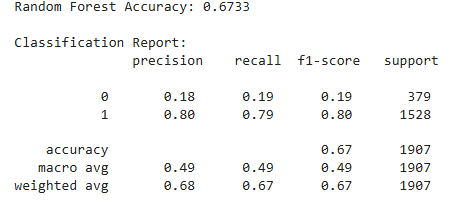 Random Forest Accuracy: 0.6733
Classification Report:
precision recall f1-score support
0 0.18 0.19 0.19 379
1 0.80 0.79 0.80 1528
accuracy 0.67 1907
macro avg 0.49 0.49 0.49 1907
weighted avg 0.68 0.67 0.67 1907